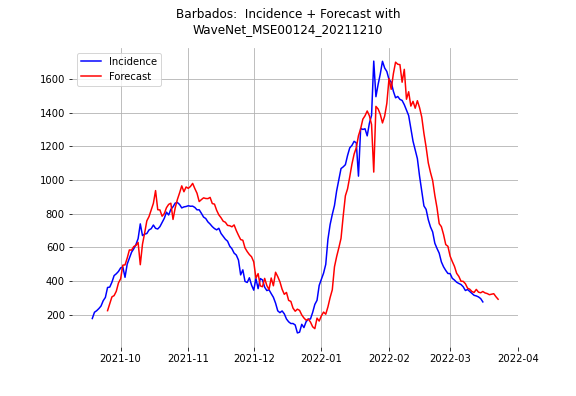 Barbados:  Incidence + Forecast with
WaveNet_MSE00124_20211210
Incidence
Forecast
1600
1400
1200
1000
800
600
400
200
2021-10 2021-11 2021-12 2022-01 2022-02 2022-03 2022-04